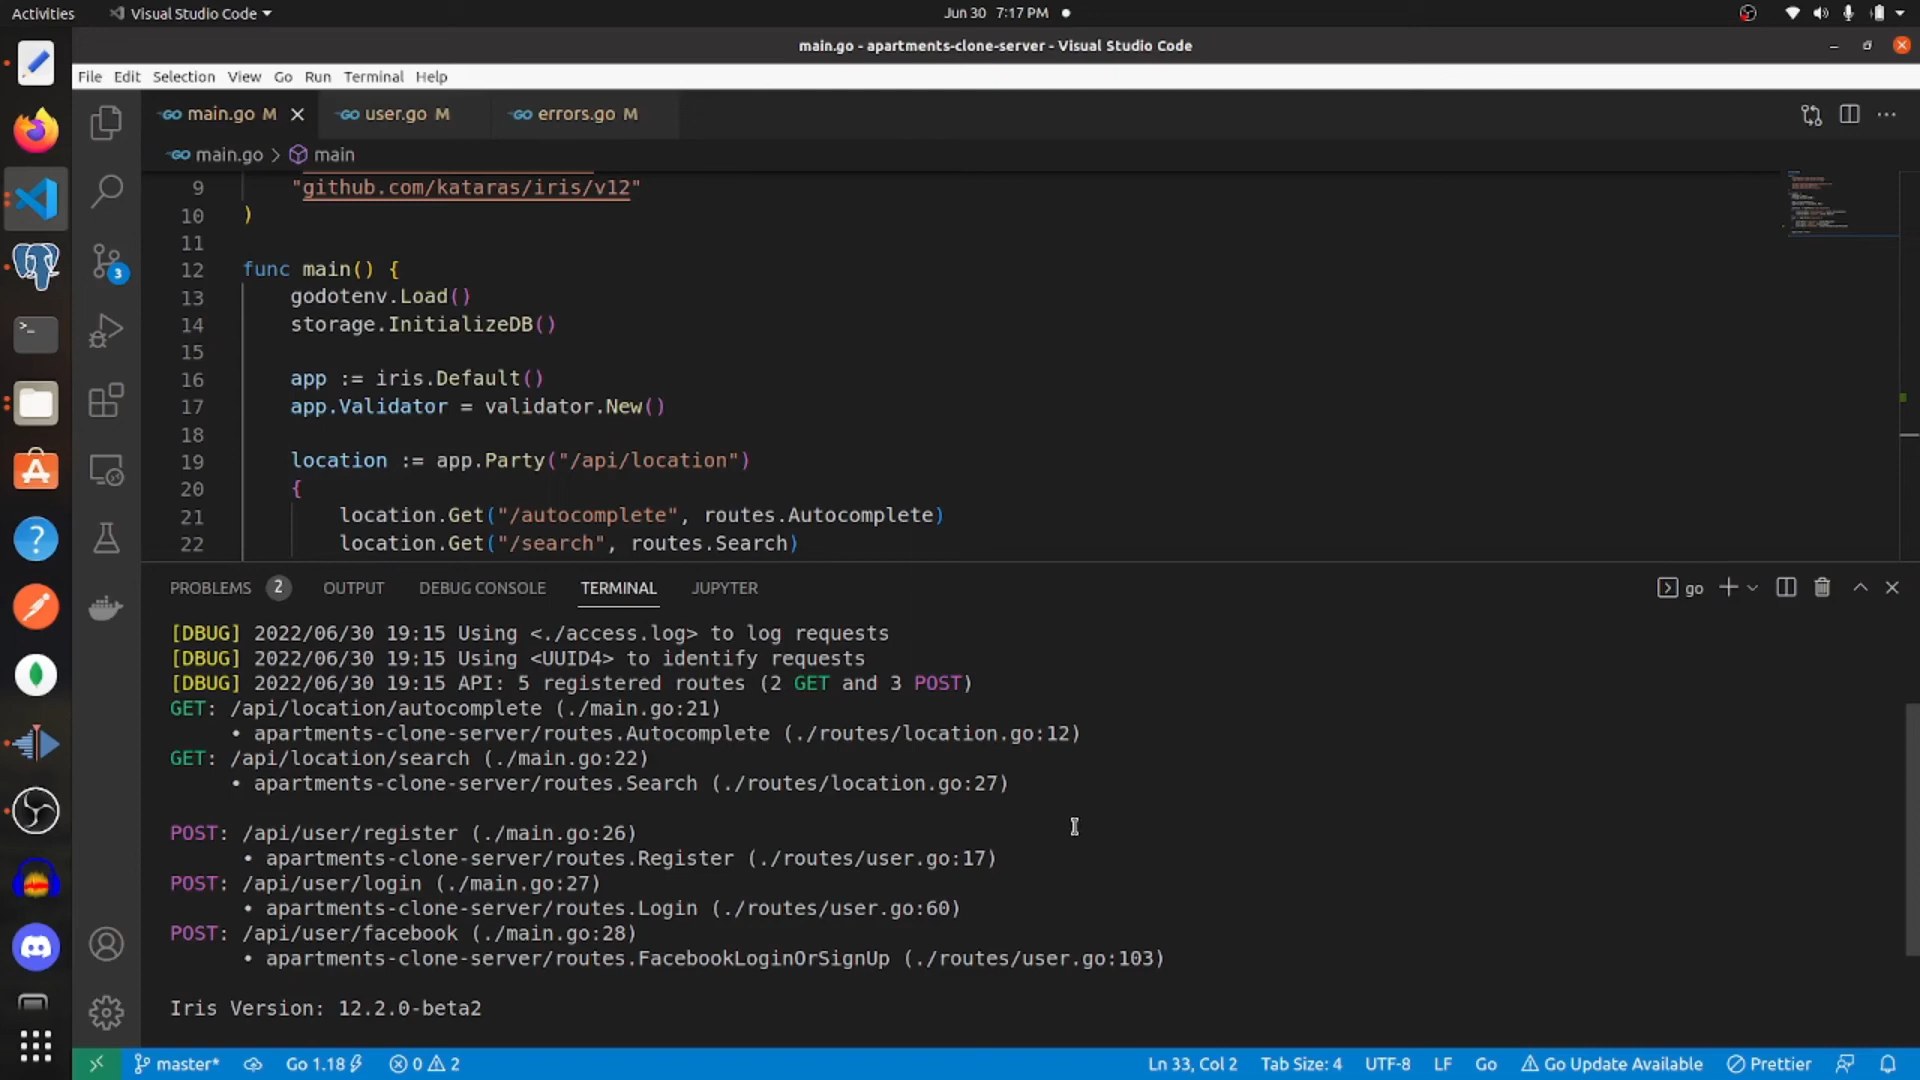 Activities
Visual Studio Code
Jun 30 7:17 PM
main.go - apartments-clone-server - Visual Studio Code
File Edit Selection View Go Run Terminal Help
main.go M
user.go M
errors.go M
main.go > main
9 "github.com/kataras/iris/v12"
10 )
11
12 func main() {
13 godotenv.Load()
14 storage.InitializeDB()
15
16 app := iris.Default()
17 app.Validator = validator.New()
18
19 location := app.Party("/api/location")
20 {
21 location.Get("/autocomplete", routes.Autocomplete)
22 location.Get("/search", routes.Search)
3
PROBLEMS 2 OUTPUT DEBUG CONSOLE TERMINAL JUPYTER
go
[DBUG] 2022/06/30 19:15 Using <./access.log> to log requests
[DBUG] 2022/06/30 19:15 Using <UUID4> to identify requests
[DBUG] 2022/06/30 19:15 API: 5 registered routes (2 GET and 3 POST)
GET: /api/location/autocomplete (./main.go:21)
• apartments-clone-server/routes.Autocomplete (./routes/location.go:12)
GET: /api/location/search (./main.go:22)
• apartments-clone-server/routes.Search (./routes/location.go:27)
POST: /api/user/register (./main.go:26)
• apartments-clone-server/routes.Register (./routes/user.go:17)
POST: /api/user/login (./main.go:27)
• apartments-clone-server/routes.Login (./routes/user.go:60)
POST: /api/user/facebook (./main.go:28)
• apartments-clone-server/routes.FacebookLoginOrSignUp (./routes/user.go:103)
Iris Version: 12.2.0-beta2
master* Go 1.18 0 2 Ln 33, Col 2 Tab Size: 4 UTF-8 LF Go Go Update Available Prettier